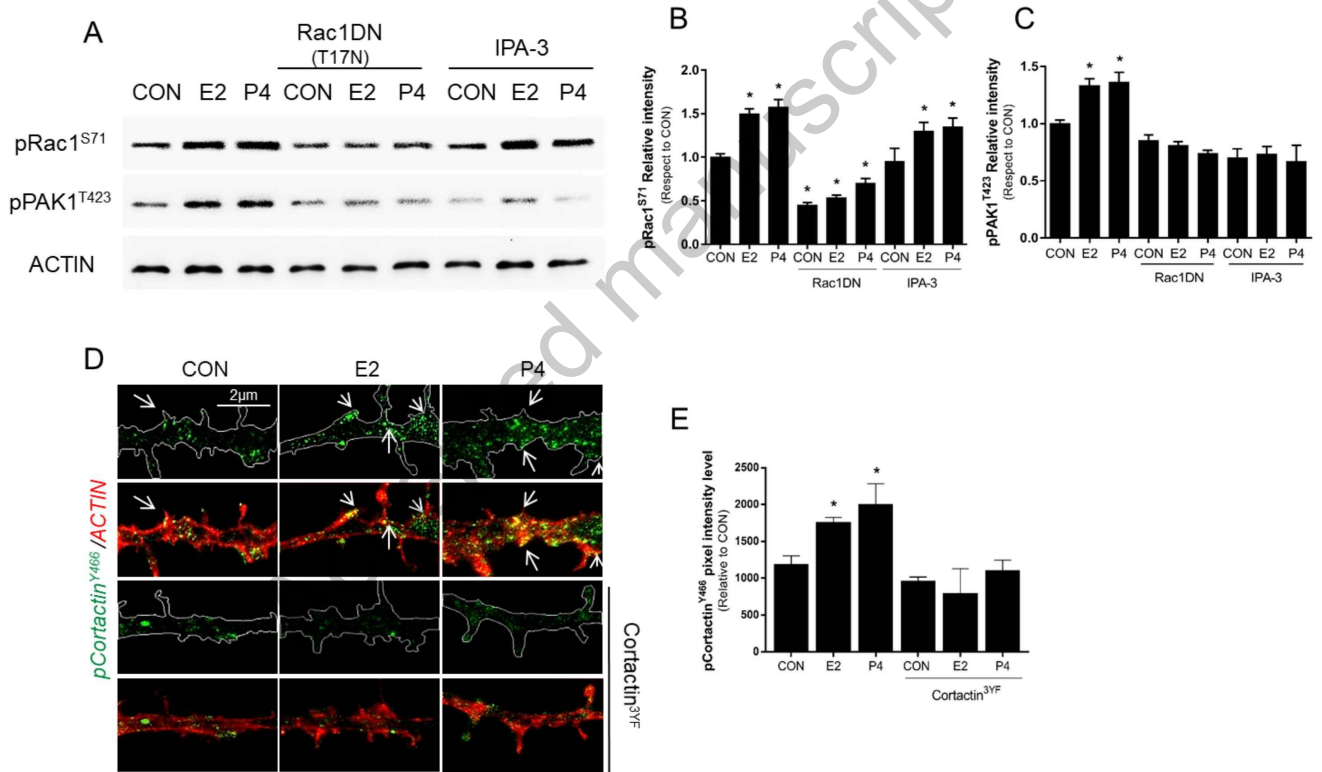 A
Rac1DN
(T17N)
IPA-3
CON E2 P4 CON E2 P4 CON E2 P4
pRac1S71
pPAK1T423
ACTIN
B
pRac1S71 Relative intensity
(Respect to CON)
2.0
1.5
1.0
0.5
0.0
* * * * * * *
CON E2 P4 CON E2 P4 CON E2 P4
Rac1DN IPA-3
C
pPAK1T423 Relative intensity
(Respect to CON)
1.5
1.0
0.5
0.0
* *
CON E2 P4 CON E2 P4 CON E2 P4
Rac1DN IPA-3
D
CON E2 P4
2µm
pCortactinY466/ACTIN
Cortactin3YF
E
pCortactinY466 pixel intensity level
(Relative to CON)
2500
2000
1500
1000
500
0
* *
CON E2 P4 CON E2 P4
Cortactin3YF
ed manuscript